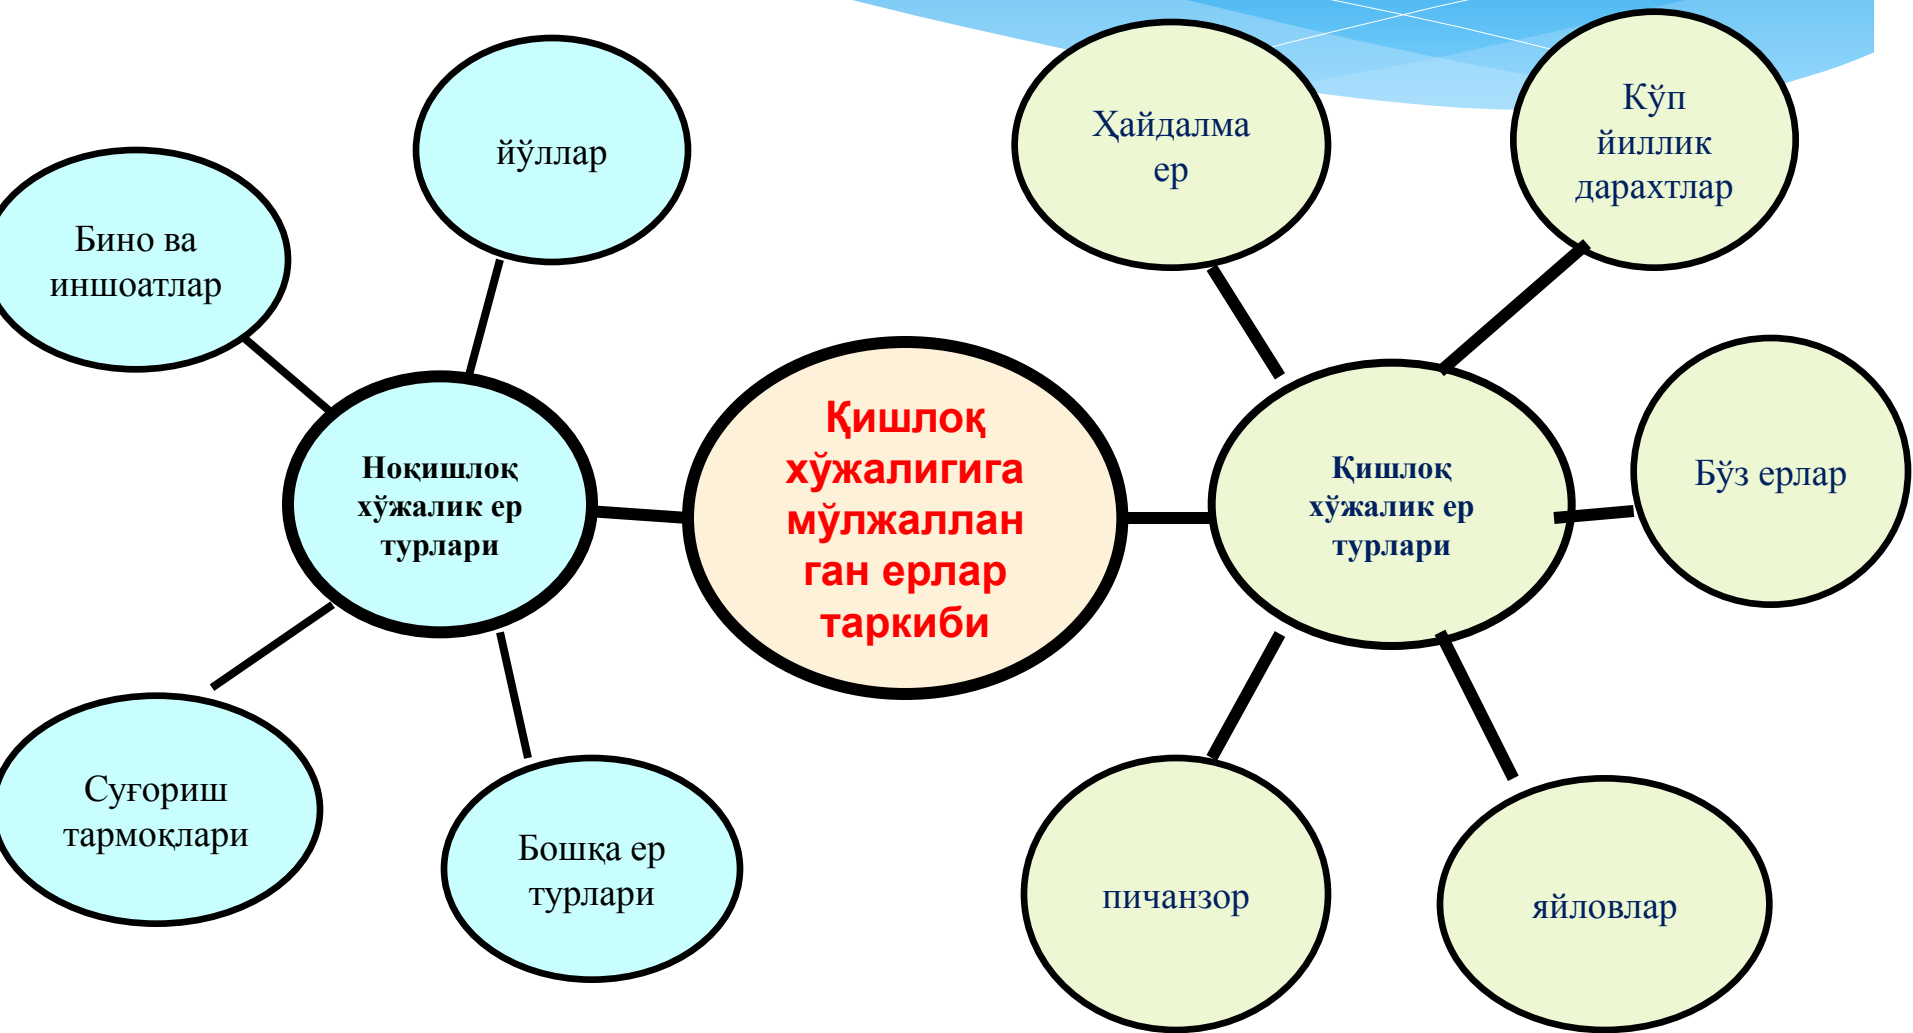 йўллар
Бино ва
иншоатлар
Ноқишлоқ
хўжалик ер
турлари
Суғориш
тармоқлари
Бошқа ер
турлари
Қишлоқ
хўжалигига
мўлжаллан
ган ерлар
таркиби
Ҳайдалма
ер
Кўп
йиллик
дарахтлар
Қишлоқ
хўжалик ер
турлари
Бўз ерлар
пичанзор
яйловлар